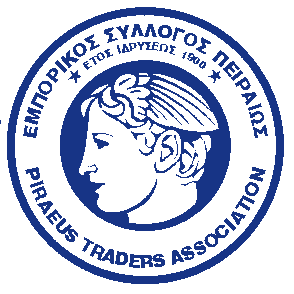 ΕΜΠΟΡΙΚΟΣ ΣΥΛΛΟΓΟΣ ΠΕΙΡΑΙΩΣ
★ ΕΤΟΣ ΙΔΡΥΣΕΩΣ 1900 ★
PIRAEUS TRADERS ASSOCIATION